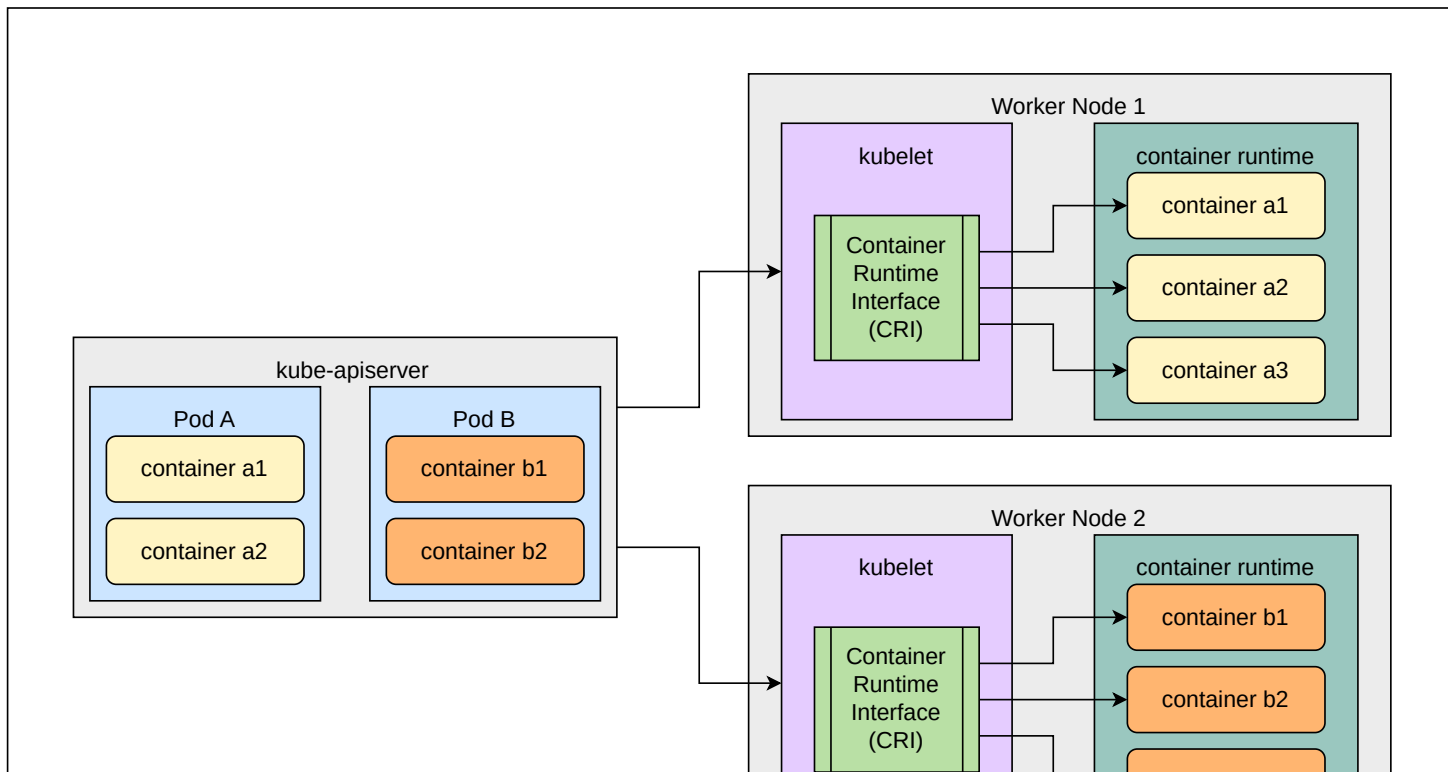 Worker Node 1
kubelet
container runtime
Container
Runtime
Interface
(CRI)
container a1
container a2
container a3
kube-apiserver
Pod A
container a1
container a2
Pod B
container b1
container b2
Worker Node 2
kubelet
container runtime
Container
Runtime
Interface
(CRI)
container b1
container b2